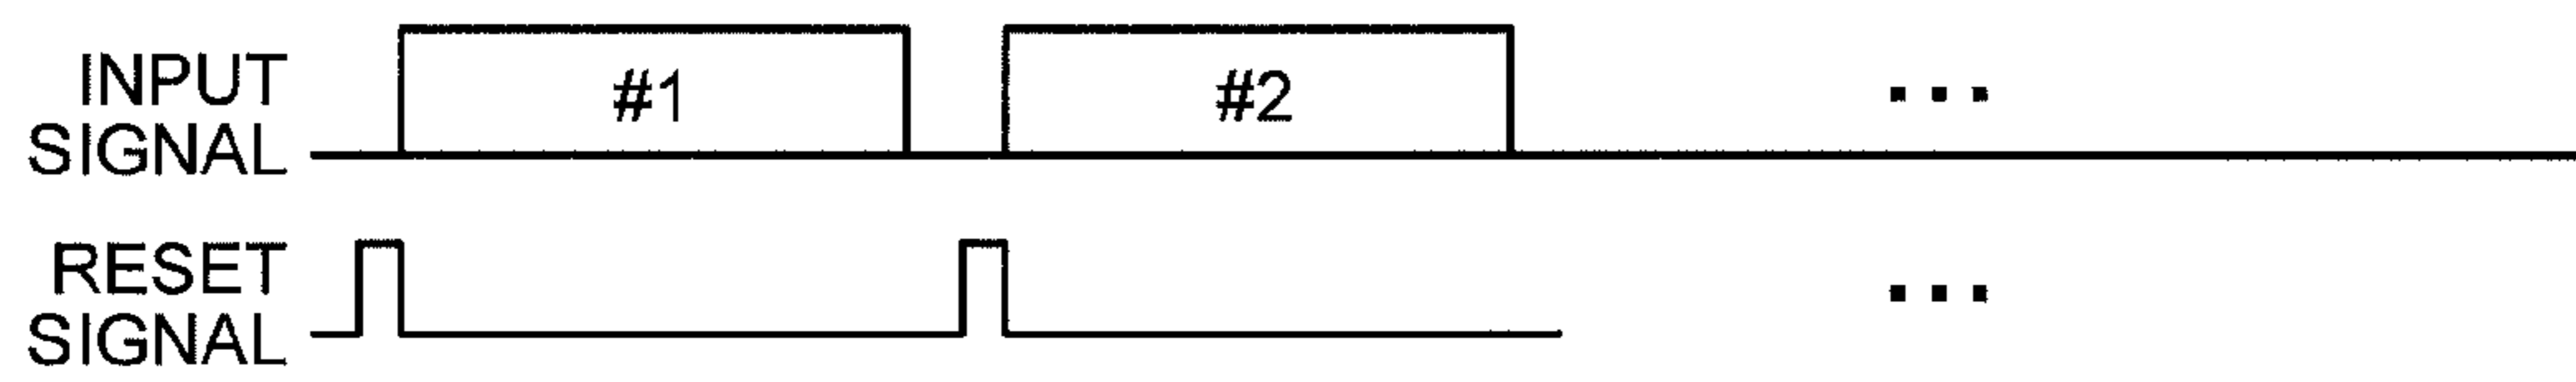 INPUT
SIGNAL
#1
#2
...
RESET
SIGNAL
...